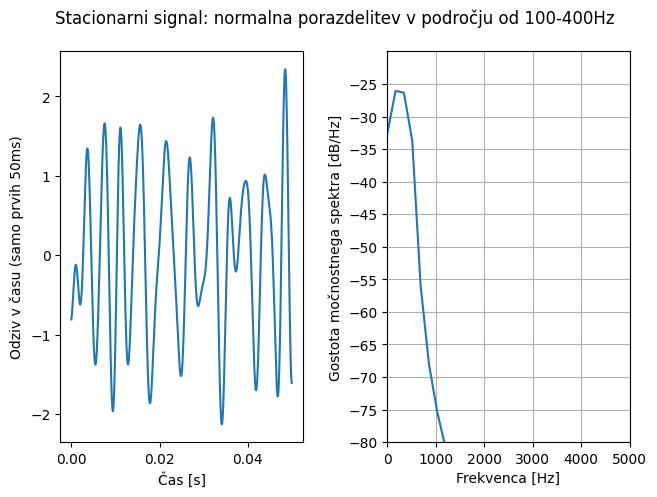 Stacionarni signal: normalna porazdelitev v področju od 100-400Hz
Odziv v času (samo prvih 50ms)
2
1
0
−1
−2
0.00 0.02 0.04
Čas [s]
Gostota močnostnega spektra [dB/Hz]
−25
−30
−35
−40
−45
−50
−55
−60
−65
−70
−75
−80
0 1000 2000 3000 4000 5000
Frekvenca [Hz]